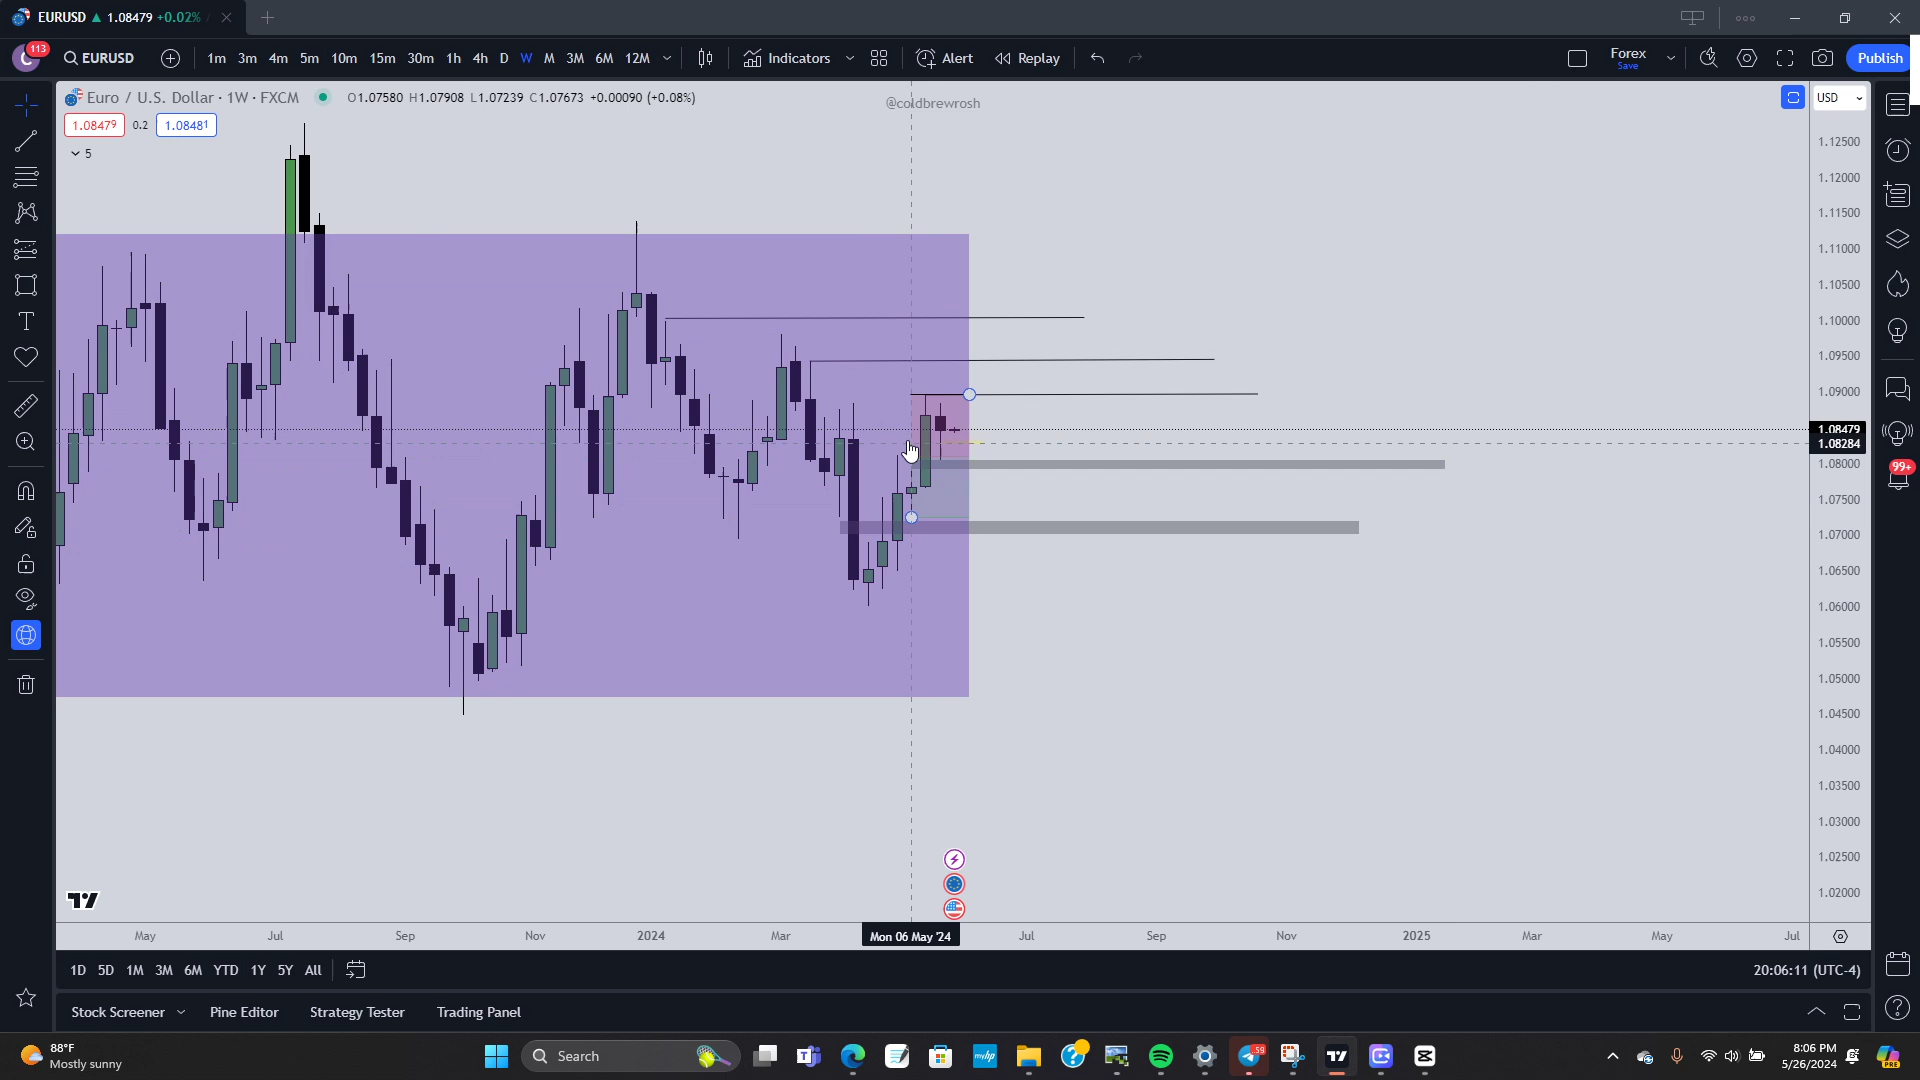 EURUSD ▲ 1.08479 +0.02% /
113
EURUSD
1m 3m 4m 5m 10m 15m 30m 1h 4h D W M 3M 6M 12M
Indicators
Alert
Replay
Forex
Save
Publish
Euro / U.S. Dollar · 1W · FXCM
O1.07580 H1.07908 L1.07239 C1.07673 +0.00090 (+0.08%)
@coldbrewrosh
USD
1.08479 0.2 1.08481
5
1.12500
1.12000
1.11500
1.11000
1.10500
1.10000
1.09500
1.09000
1.08479
1.08284
1.08000
1.07500
1.07000
1.06500
1.06000
1.05500
1.05000
1.04500
1.04000
1.03500
1.03000
1.02500
1.02000
99+
May Jul Sep Nov 2024 Mar Mon 06 May '24 Jul Sep Nov 2025 Mar May Jul
1D 5D 1M 3M 6M YTD 1Y 5Y All
20:06:11 (UTC-4)
Stock Screener Pine Editor Strategy Tester Trading Panel
88°F
Mostly sunny
Search
myhp
59
8:06 PM
5/26/2024
PRE